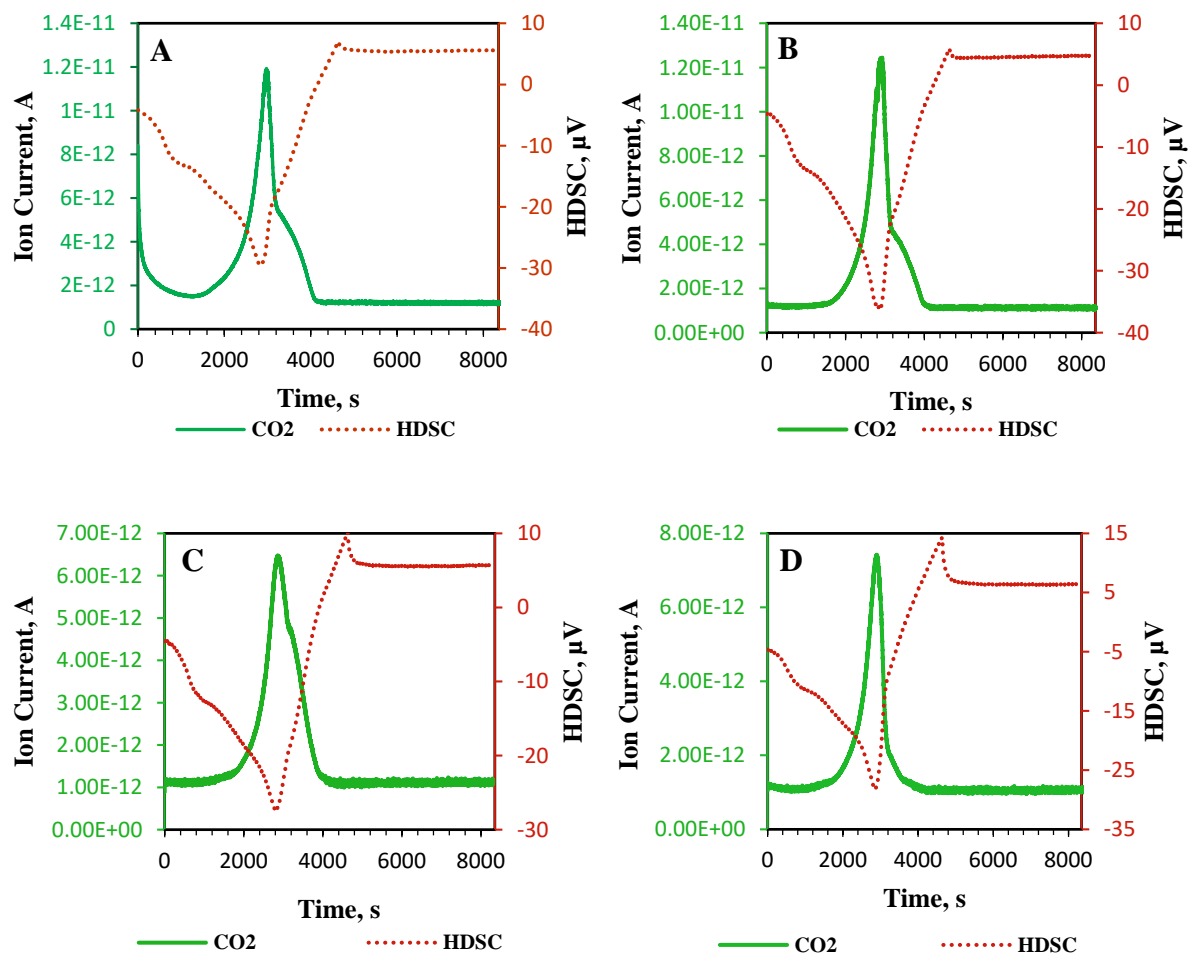 A
1.4E-11
1.2E-11
1E-11
8E-12
6E-12
4E-12
2E-12
0
Ion Current, A
10
0
-10
-20
-30
-40
HDSC, µV
0 2000 4000 6000 8000
Time, s
CO2 HDSC
B
1.40E-11
1.20E-11
1.00E-11
8.00E-12
6.00E-12
4.00E-12
2.00E-12
0.00E+00
Ion Current, A
10
0
-10
-20
-30
-40
HDSC, µV
0 2000 4000 6000 8000
Time, s
CO2 HDSC
C
7.00E-12
6.00E-12
5.00E-12
4.00E-12
3.00E-12
2.00E-12
1.00E-12
0.00E+00
Ion Current, A
10
0
-10
-20
-30
HDSC, µV
0 2000 4000 6000 8000
Time, s
CO2 HDSC
D
8.00E-12
6.00E-12
4.00E-12
2.00E-12
0.00E+00
Ion Current, A
15
5
-5
-15
-25
-35
HDSC, µV
0 2000 4000 6000 8000
Time, s
CO2 HDSC